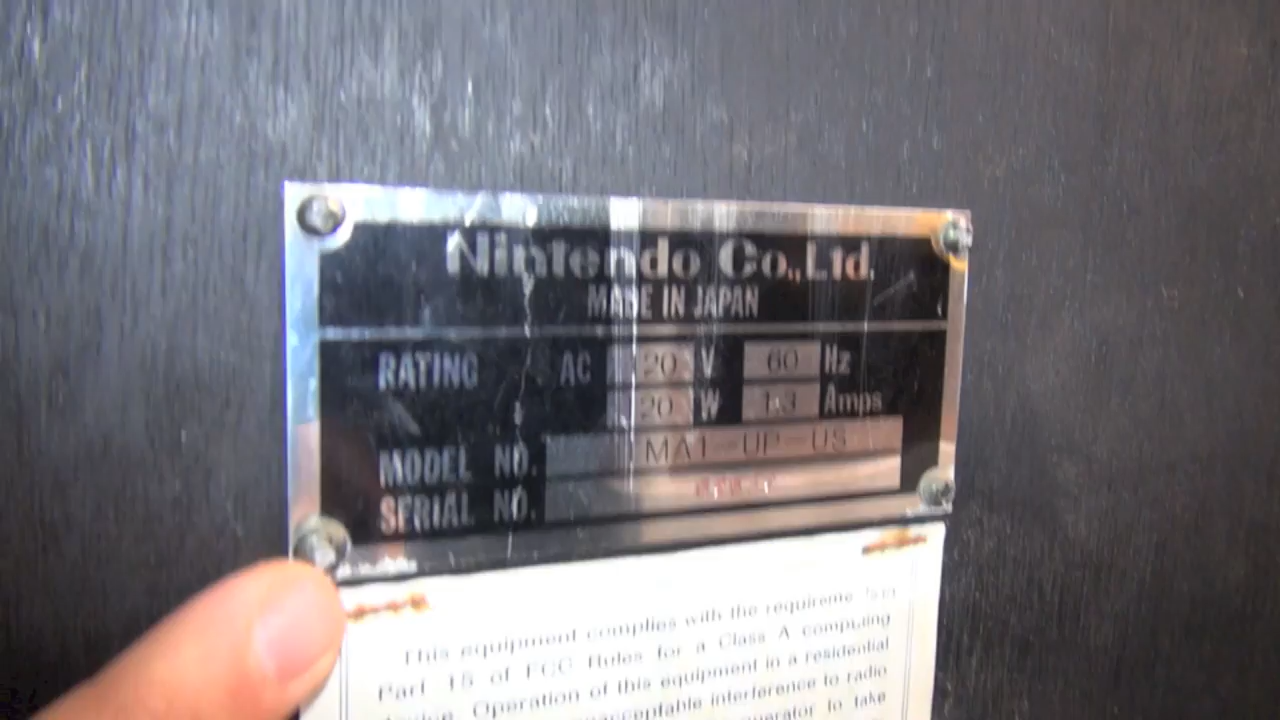 Nintendo Co.,Ltd.
MADE IN JAPAN
RATING AC 120 V 60 Hz
120 W 1.3 Amps
MODEL NO. MA1-UP-US
SERIAL NO.
This equipment complies with the
Part 15 of FCC Rules for a Class A computing
Operation of this equipment in a residential
interference to radio
to take